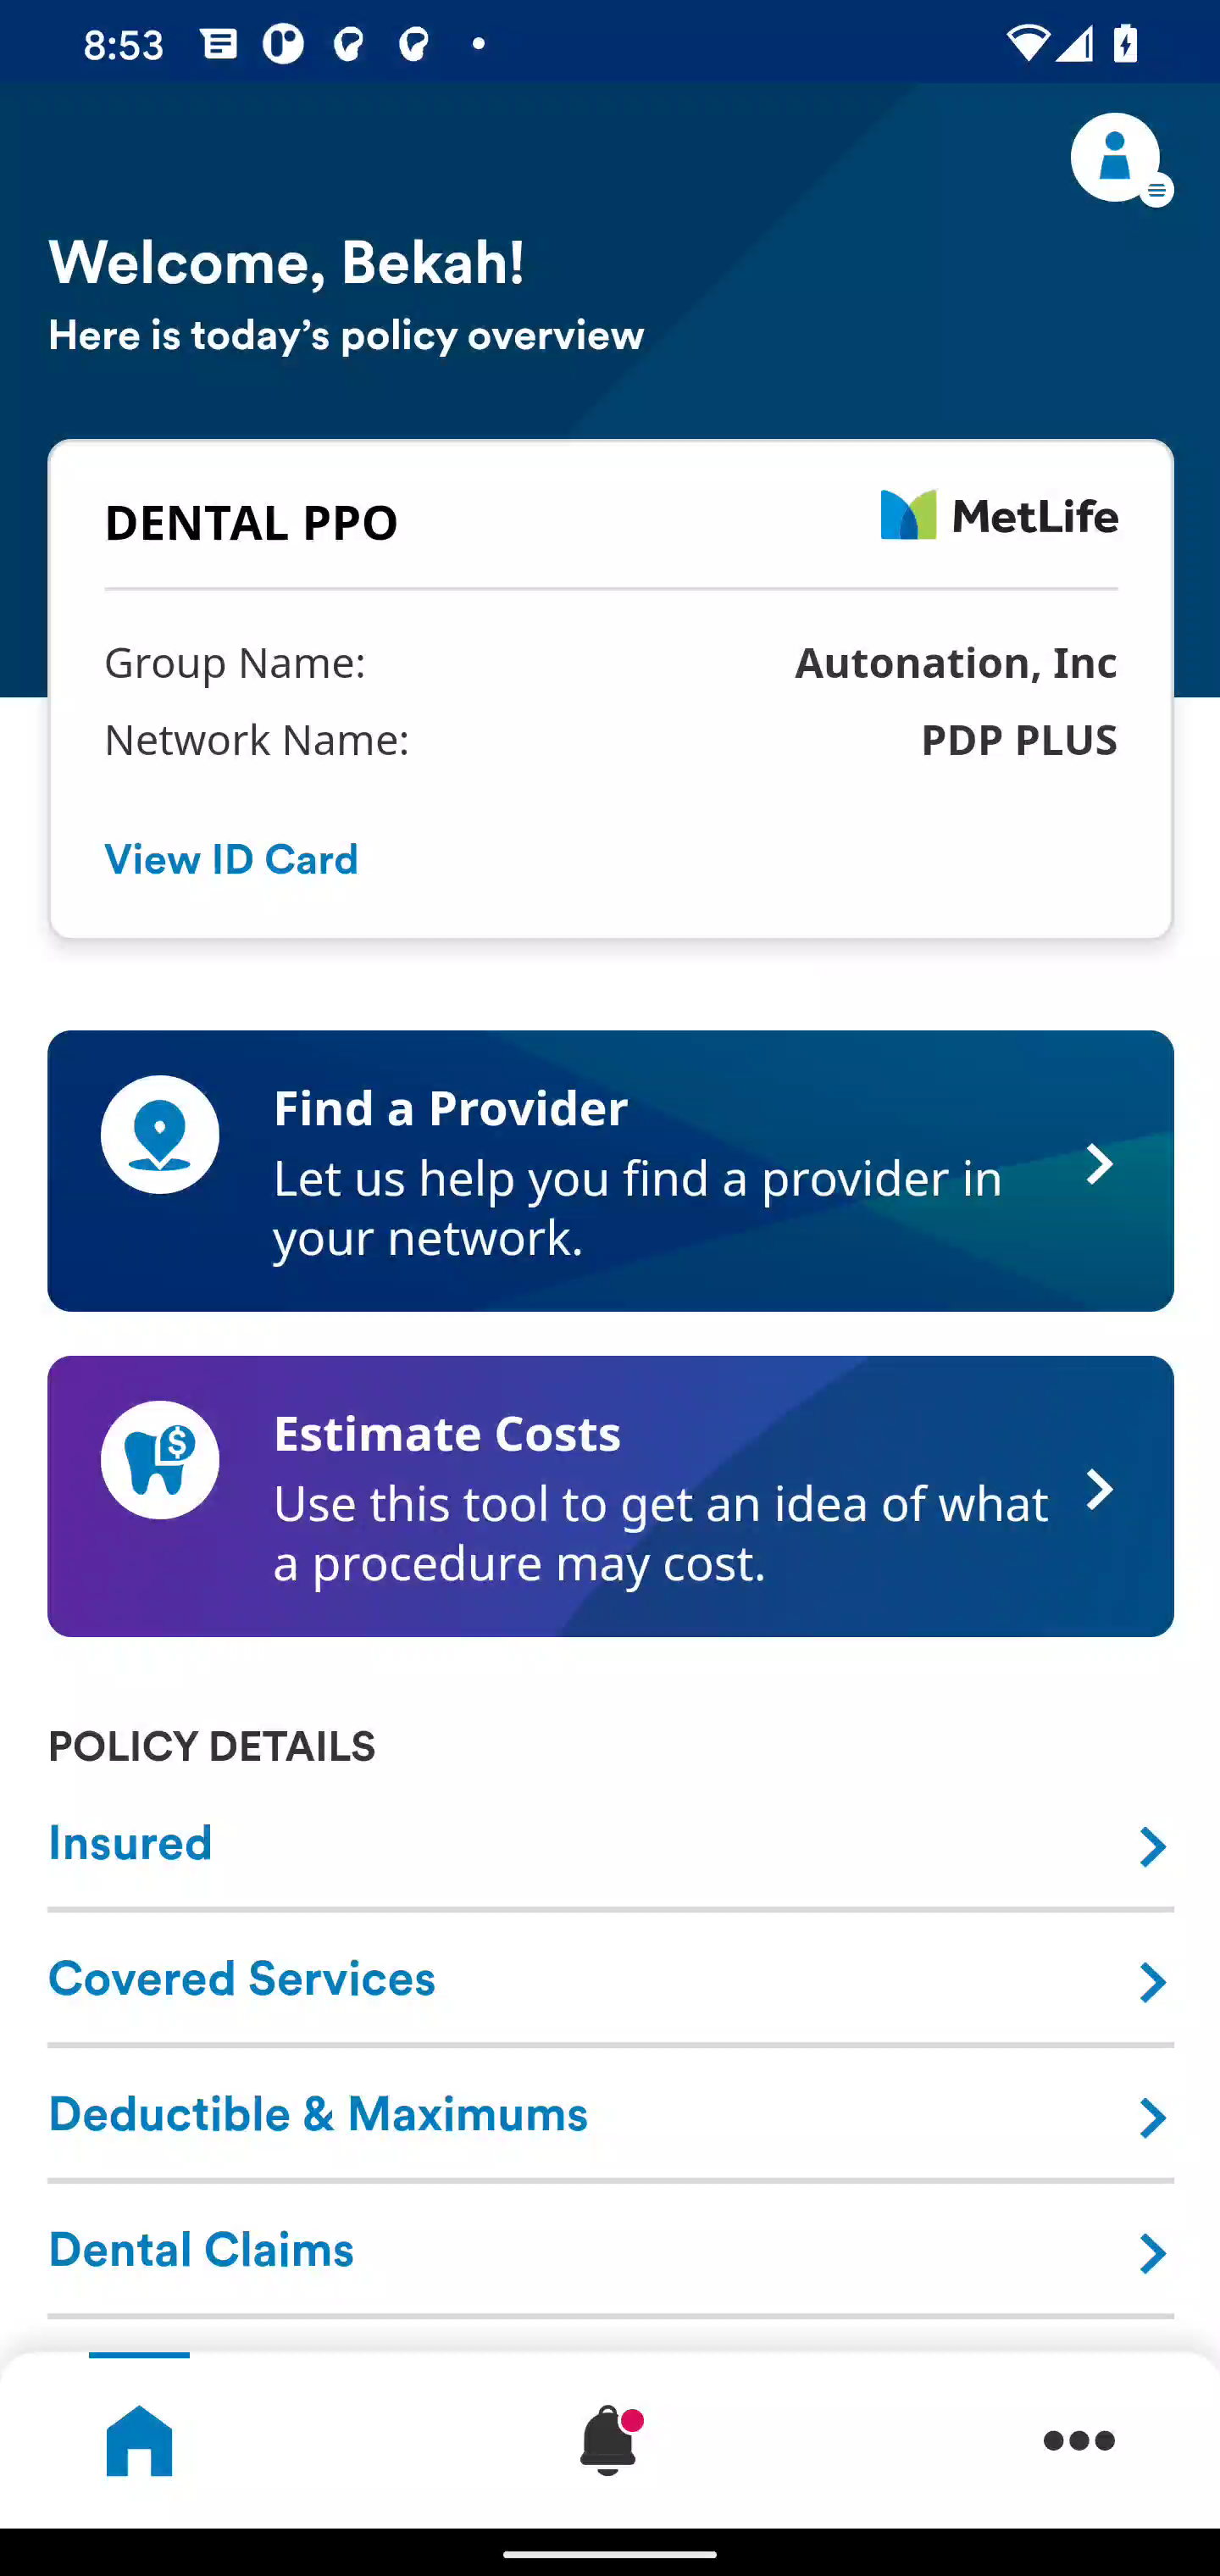 8:53
Welcome, Bekah!
Here is today’s policy overview
DENTAL PPO
MetLife
Group Name:
Autonation, Inc
Network Name:
PDP PLUS
View ID Card
Find a Provider
Let us help you find a provider in
your network.
$
Estimate Costs
Use this tool to get an idea of what
a procedure may cost.
POLICY DETAILS
Insured
Covered Services
Deductible & Maximums
Dental Claims